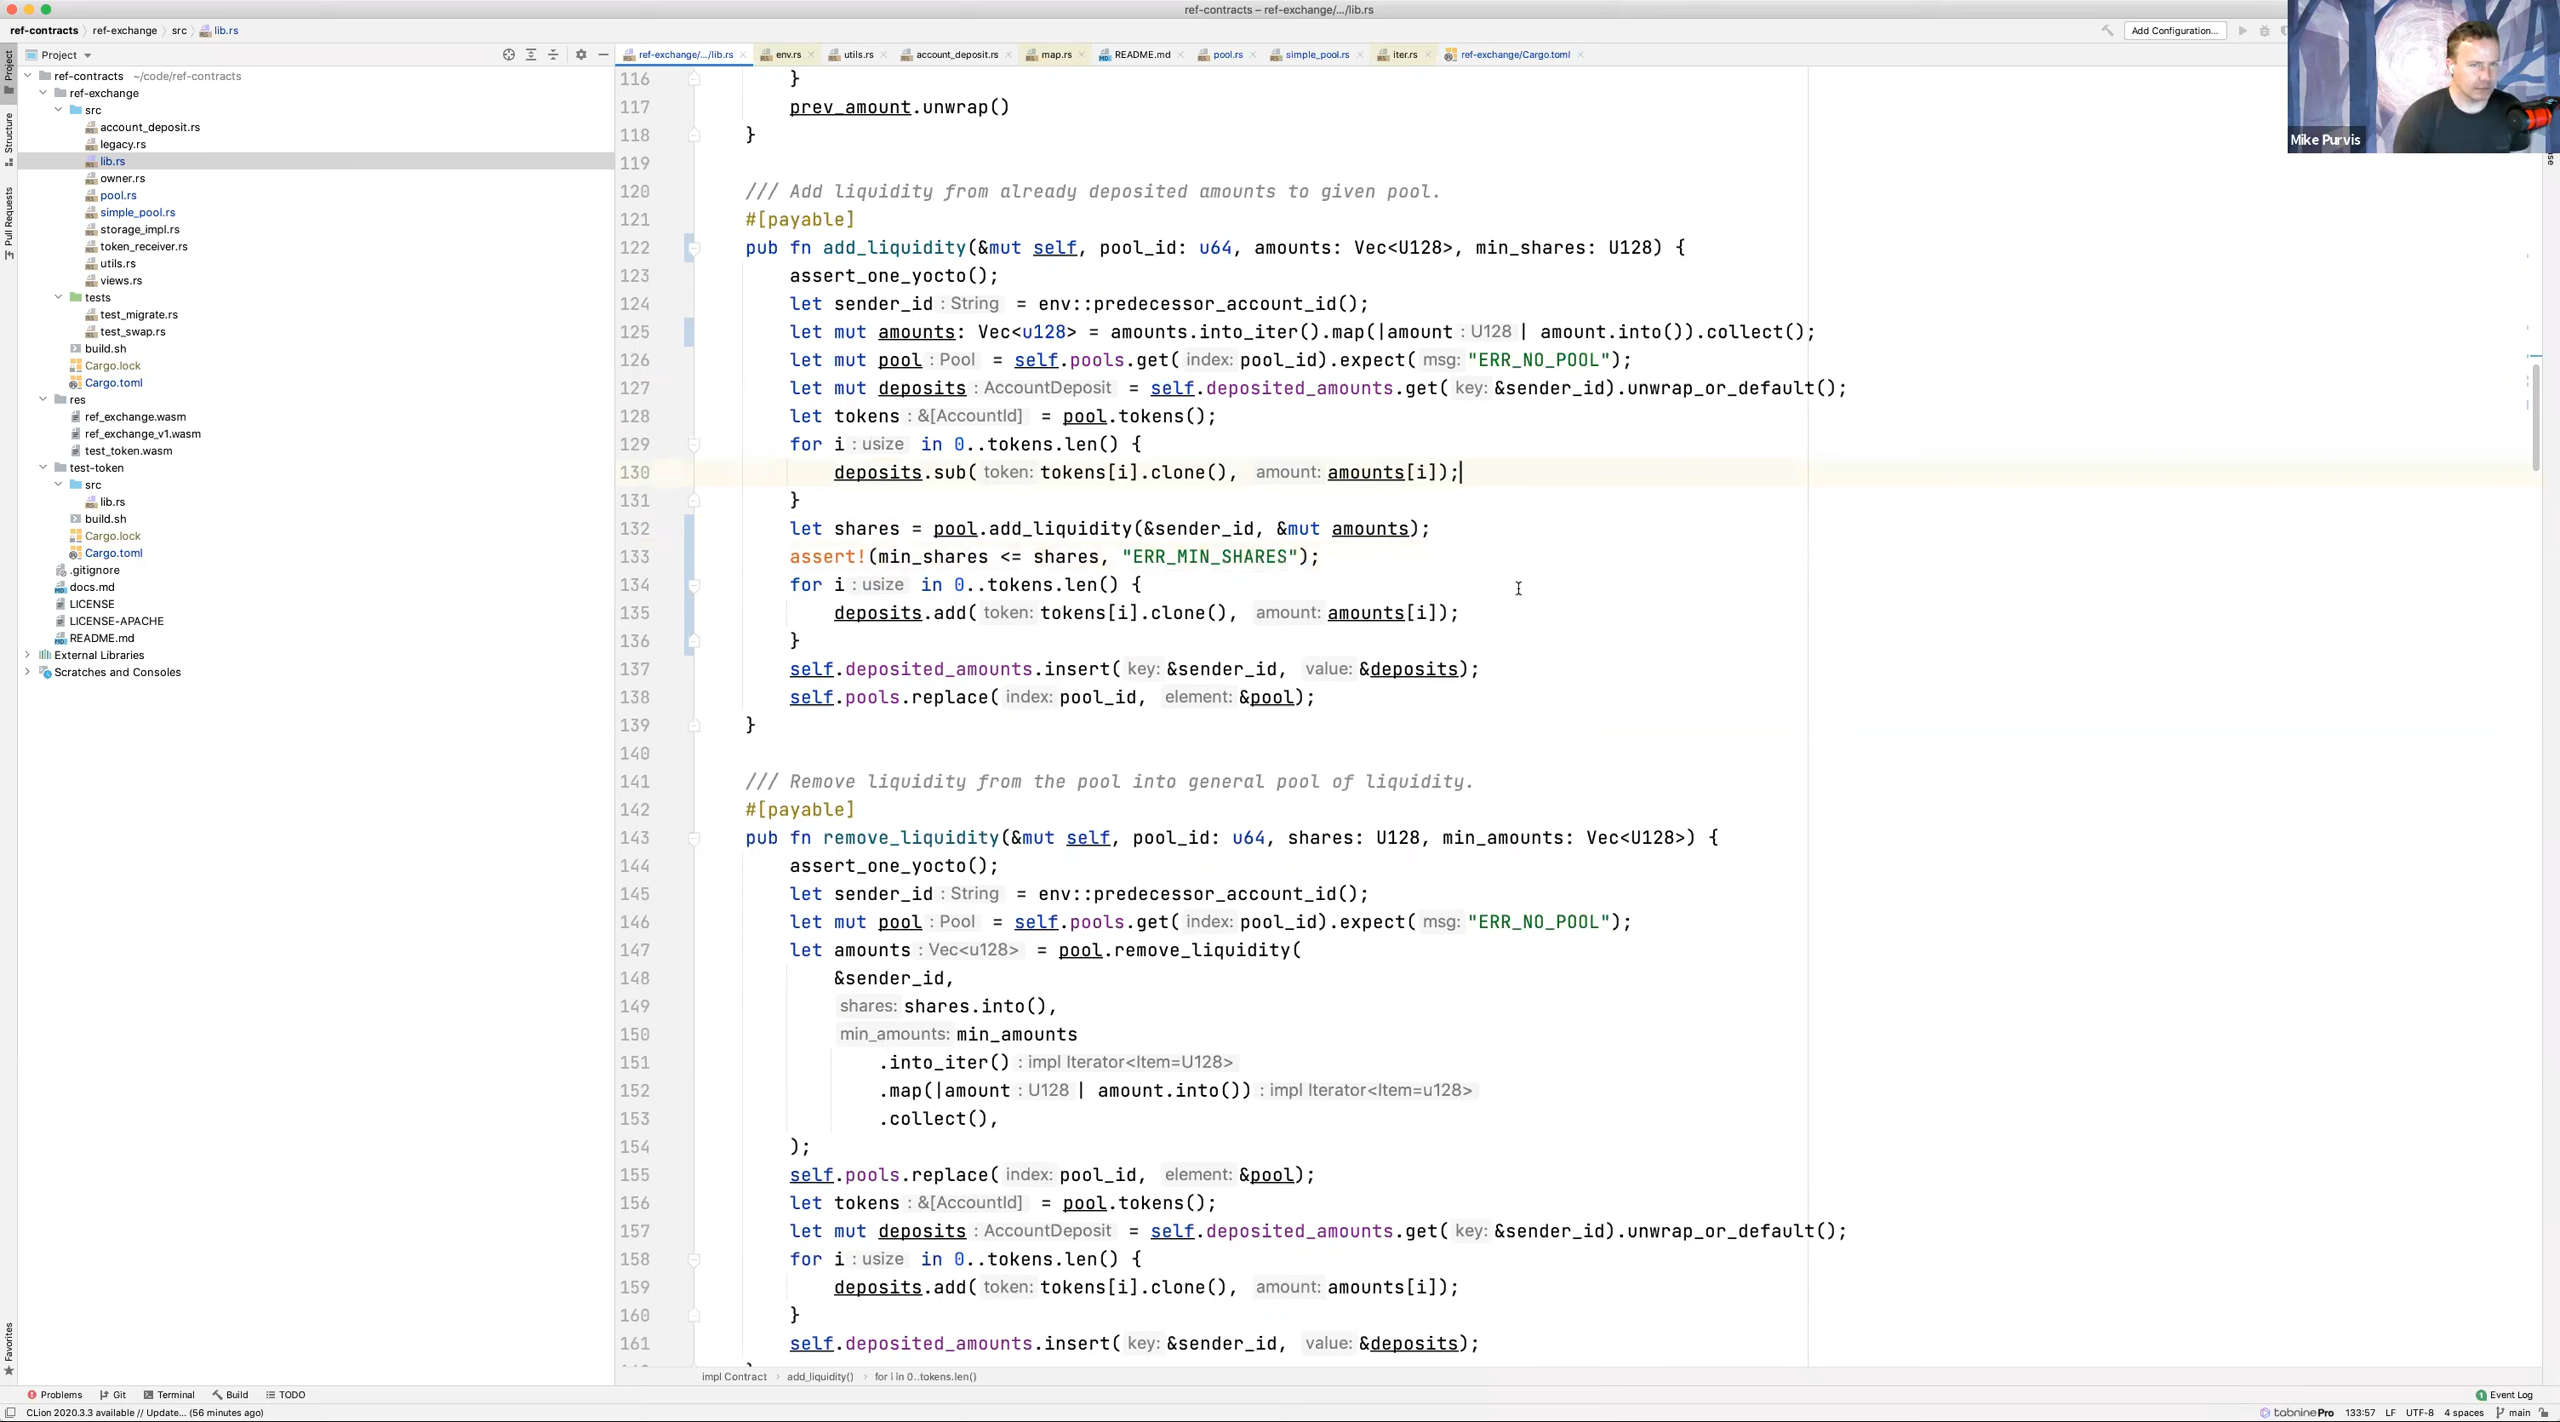 ref-contracts – ref-exchange/.../lib.rs
ref-contracts › ref-exchange › src › lib.rs
Add Configuration...
Project
ref-exchange/.../lib.rs
env.rs
utils.rs
account_deposit.rs
map.rs
README.md
pool.rs
simple_pool.rs
iter.rs
ref-exchange/Cargo.toml
Mike Purvis
Project
Structure
Pull Requests
Favorites
ref-contracts ~/code/ref-contracts
ref-exchange
src
account_deposit.rs
legacy.rs
lib.rs
owner.rs
pool.rs
simple_pool.rs
storage_impl.rs
token_receiver.rs
utils.rs
views.rs
tests
test_migrate.rs
test_swap.rs
build.sh
Cargo.lock
Cargo.toml
res
ref_exchange.wasm
ref_exchange_v1.wasm
test_token.wasm
test-token
src
lib.rs
build.sh
Cargo.lock
Cargo.toml
.gitignore
docs.md
LICENSE
LICENSE-APACHE
README.md
External Libraries
Scratches and Consoles
116 }
117 prev_amount.unwrap()
118 }
119
120 /// Add liquidity from already deposited amounts to given pool.
121 #[payable]
122 pub fn add_liquidity(&mut self, pool_id: u64, amounts: Vec<U128>, min_shares: U128) {
123 assert_one_yocto();
124 let sender_id : String = env::predecessor_account_id();
125 let mut amounts: Vec<u128> = amounts.into_iter().map(|amount : U128 | amount.into()).collect();
126 let mut pool : Pool = self.pools.get( index: pool_id).expect( msg: "ERR_NO_POOL");
127 let mut deposits : AccountDeposit = self.deposited_amounts.get( key: &sender_id).unwrap_or_default();
128 let tokens : &[AccountId] = pool.tokens();
129 for i : usize in 0..tokens.len() {
130 deposits.sub( token: tokens[i].clone(), amount: amounts[i]);
131 }
132 let shares = pool.add_liquidity(&sender_id, &mut amounts);
133 assert!(min_shares <= shares, "ERR_MIN_SHARES");
134 for i : usize in 0..tokens.len() {
135 deposits.add( token: tokens[i].clone(), amount: amounts[i]);
136 }
137 self.deposited_amounts.insert( key: &sender_id, value: &deposits);
138 self.pools.replace( index: pool_id, element: &pool);
139 }
140
141 /// Remove liquidity from the pool into general pool of liquidity.
142 #[payable]
143 pub fn remove_liquidity(&mut self, pool_id: u64, shares: U128, min_amounts: Vec<U128>) {
144 assert_one_yocto();
145 let sender_id : String = env::predecessor_account_id();
146 let mut pool : Pool = self.pools.get( index: pool_id).expect( msg: "ERR_NO_POOL");
147 let amounts : Vec<u128> = pool.remove_liquidity(
148 &sender_id,
149 shares: shares.into(),
150 min_amounts: min_amounts
151 .into_iter() : impl Iterator<Item=U128>
152 .map(|amount : U128 | amount.into()) : impl Iterator<Item=u128>
153 .collect(),
154 );
155 self.pools.replace( index: pool_id, element: &pool);
156 let tokens : &[AccountId] = pool.tokens();
157 let mut deposits : AccountDeposit = self.deposited_amounts.get( key: &sender_id).unwrap_or_default();
158 for i : usize in 0..tokens.len() {
159 deposits.add( token: tokens[i].clone(), amount: amounts[i]);
160 }
161 self.deposited_amounts.insert( key: &sender_id, value: &deposits);
impl Contract › add_liquidity() › for i in 0..tokens.len()
Problems Git Terminal Build TODO
1 Event Log
CLion 2020.3.3 available // Update... (56 minutes ago)
tabnine Pro 133:57 LF UTF-8 4 spaces main